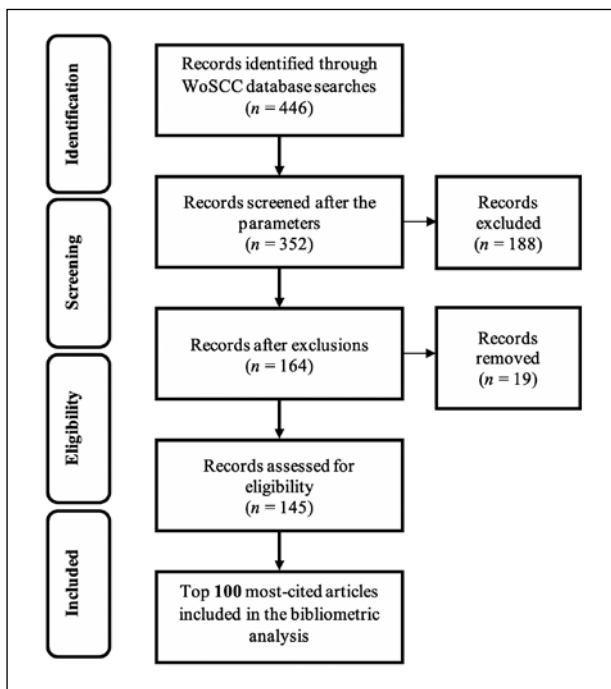 Identification
Records identified through
WoSCC database searches
(n = 446)
Records screened after the
parameters
(n = 352)
Records
excluded
(n = 188)
Screening
Records after exclusions
(n = 164)
Records
removed
(n = 19)
Eligibility
Records assessed for
eligibility
(n = 145)
Included
Top 100 most-cited articles
included in the bibliometric
analysis